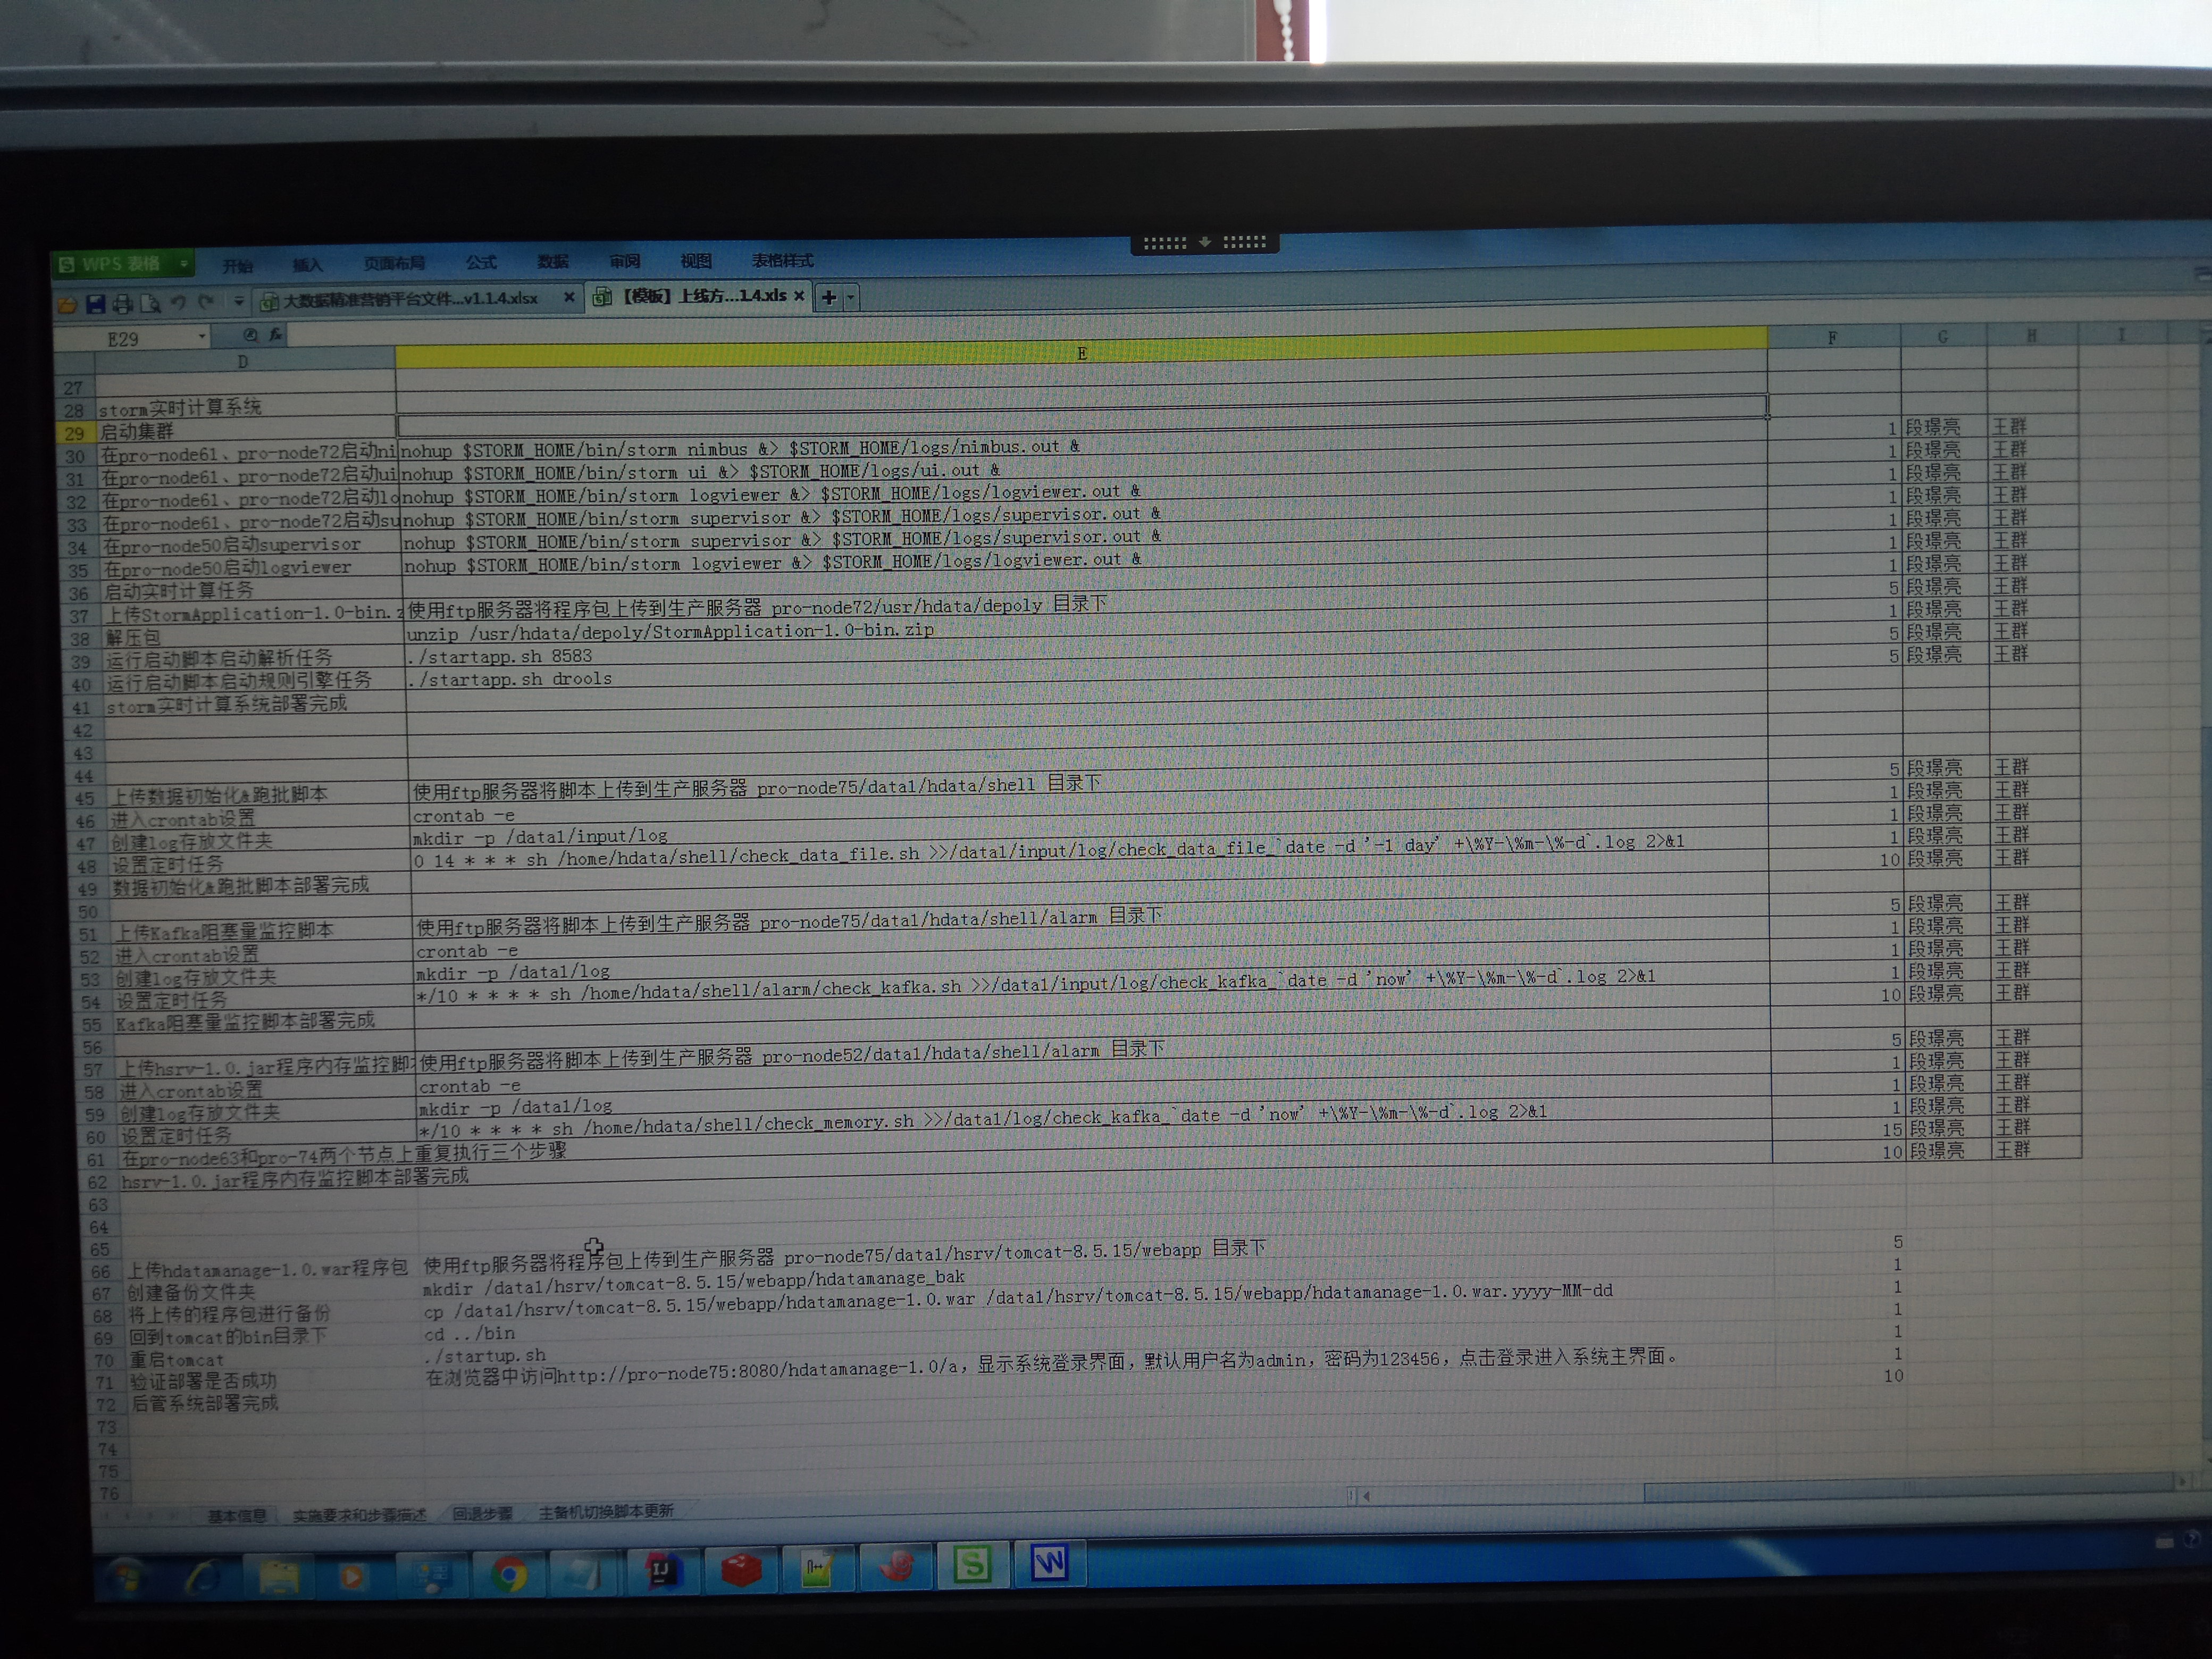 WPS 表格 开始 插入 页面布局 公式 数据 审阅 视图 表格样式
大数据精准营销平台文件...v1.1.4.xlsx × 【模板】上线方...1.4.xls ×
E29 fx
D E F G H I
27
28 storm实时计算系统
29 启动集群 1 段璟亮 王群
30 在pro-node61、pro-node72启动ni nohup $STORM_HOME/bin/storm nimbus &> $STORM_HOME/logs/nimbus.out & 1 段璟亮 王群
31 在pro-node61、pro-node72启动ui nohup $STORM_HOME/bin/storm ui &> $STORM_HOME/logs/ui.out & 1 段璟亮 王群
32 在pro-node61、pro-node72启动lo nohup $STORM_HOME/bin/storm logviewer &> $STORM_HOME/logs/logviewer.out & 1 段璟亮 王群
33 在pro-node61、pro-node72启动su nohup $STORM_HOME/bin/storm supervisor &> $STORM_HOME/logs/supervisor.out & 1 段璟亮 王群
34 在pro-node50启动supervisor nohup $STORM_HOME/bin/storm supervisor &> $STORM_HOME/logs/supervisor.out & 1 段璟亮 王群
35 在pro-node50启动logviewer nohup $STORM_HOME/bin/storm logviewer &> $STORM_HOME/logs/logviewer.out & 1 段璟亮 王群
36 启动实时计算任务 5 段璟亮 王群
37 上传StormApplication-1.0-bin.z 使用ftp服务器将程序包上传到生产服务器 pro-node72/usr/hdata/depoly 目录下 1 段璟亮 王群
38 解压包 unzip /usr/hdata/depoly/StormApplication-1.0-bin.zip 5 段璟亮 王群
39 运行启动脚本启动解析任务 ./startapp.sh 8583 5 段璟亮 王群
40 运行启动脚本启动规则引擎任务 ./startapp.sh drools
41 storm实时计算系统部署完成
42
43
44 5 段璟亮 王群
45 上传数据初始化&跑批脚本 使用ftp服务器将脚本上传到生产服务器 pro-node75/data1/hdata/shell 目录下 1 段璟亮 王群
46 进入crontab设置 crontab -e 1 段璟亮 王群
47 创建log存放文件夹 mkdir -p /data1/input/log 1 段璟亮 王群
48 设置定时任务 0 14 * * * sh /home/hdata/shell/check_data_file.sh >>/data1/input/log/check_data_file_`date -d '-1 day' +\%Y-\%m-\%-d`.log 2>&1 10 段璟亮 王群
49 数据初始化&跑批脚本部署完成
50 5 段璟亮 王群
51 上传Kafka阻塞量监控脚本 使用ftp服务器将脚本上传到生产服务器 pro-node75/data1/hdata/shell/alarm 目录下 1 段璟亮 王群
52 进入crontab设置 crontab -e 1 段璟亮 王群
53 创建log存放文件夹 mkdir -p /data1/log 1 段璟亮 王群
54 设置定时任务 */10 * * * * sh /home/hdata/shell/alarm/check_kafka.sh >>/data1/input/log/check_kafka_`date -d 'now' +\%Y-\%m-\%-d`.log 2>&1 10 段璟亮 王群
55 Kafka阻塞量监控脚本部署完成
56 5 段璟亮 王群
57 上传hsrv-1.0.jar程序内存监控脚 使用ftp服务器将脚本上传到生产服务器 pro-node52/data1/hdata/shell/alarm 目录下 1 段璟亮 王群
58 进入crontab设置 crontab -e 1 段璟亮 王群
59 创建log存放文件夹 mkdir -p /data1/log 1 段璟亮 王群
60 设置定时任务 */10 * * * * sh /home/hdata/shell/check_memory.sh >>/data1/log/check_kafka_`date -d 'now' +\%Y-\%m-\%-d`.log 2>&1 15 段璟亮 王群
61 在pro-node63和pro-74两个节点上重复执行三个步骤 10 段璟亮 王群
62 hsrv-1.0.jar程序内存监控脚本部署完成
63
64
65 5
66 上传hdatamanage-1.0.war程序包 使用ftp服务器将程序包上传到生产服务器 pro-node75/data1/hsrv/tomcat-8.5.15/webapp 目录下 1
67 创建备份文件夹 mkdir /data1/hsrv/tomcat-8.5.15/webapp/hdatamanage_bak 1
68 将上传的程序包进行备份 cp /data1/hsrv/tomcat-8.5.15/webapp/hdatamanage-1.0.war /data1/hsrv/tomcat-8.5.15/webapp/hdatamanage-1.0.war.yyyy-MM-dd 1
69 回到tomcat的bin目录下 cd ../bin 1
70 重启tomcat ./startup.sh 1
71 验证部署是否成功 在浏览器中访问http://pro-node75:8080/hdatamanage-1.0/a，显示系统登录界面，默认用户名为admin，密码为123456，点击登录进入系统主界面。 10
72 后管系统部署完成
73
74
75
76
基本信息 实施要求和步骤描述 回退步骤 主备机切换脚本更新